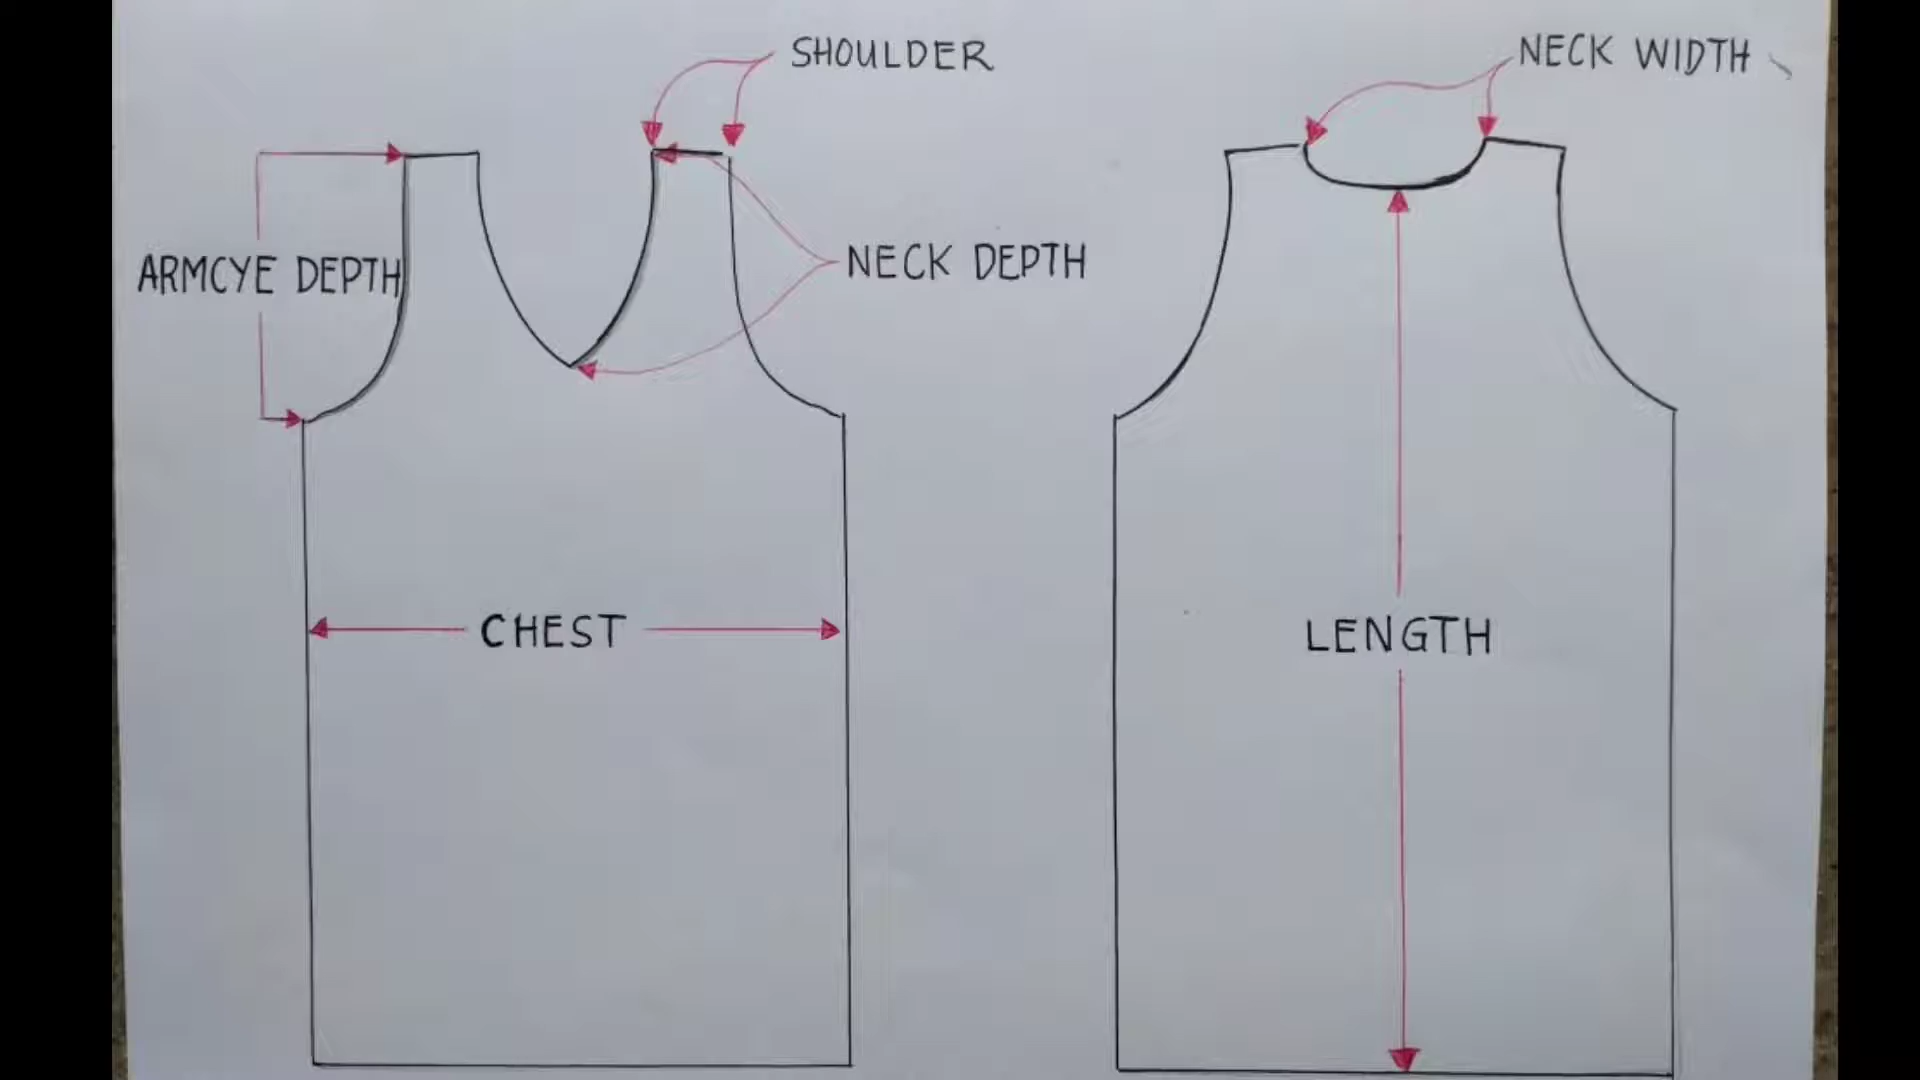 SHOULDER
NECK WIDTH
ARMCYE DEPTH
NECK DEPTH
CHEST
LENGTH